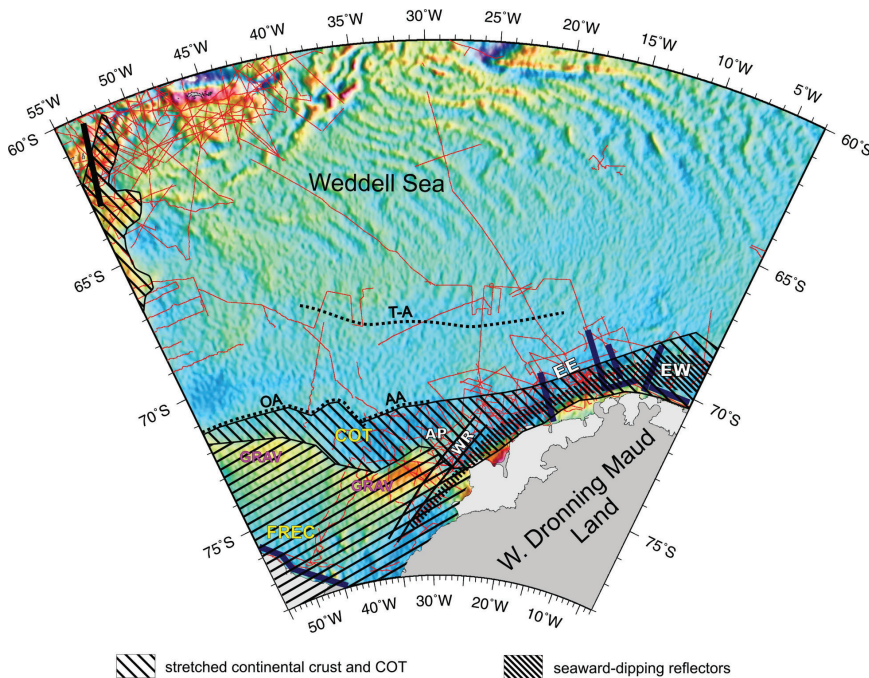 55°W
50°W
45°W
40°W
35°W
30°W
25°W
20°W
15°W
10°W
5°W
60°S
60°S
Weddell Sea
65°S
65°S
T-A
EE
EW
70°S
OA
AA
70°S
COT
AP
WR
GRAV
GRAV
FREC
W. Dronning Maud
Land
75°S
75°S
50°W
40°W
30°W
20°W
10°W
stretched continental crust and COT
seaward-dipping reflectors